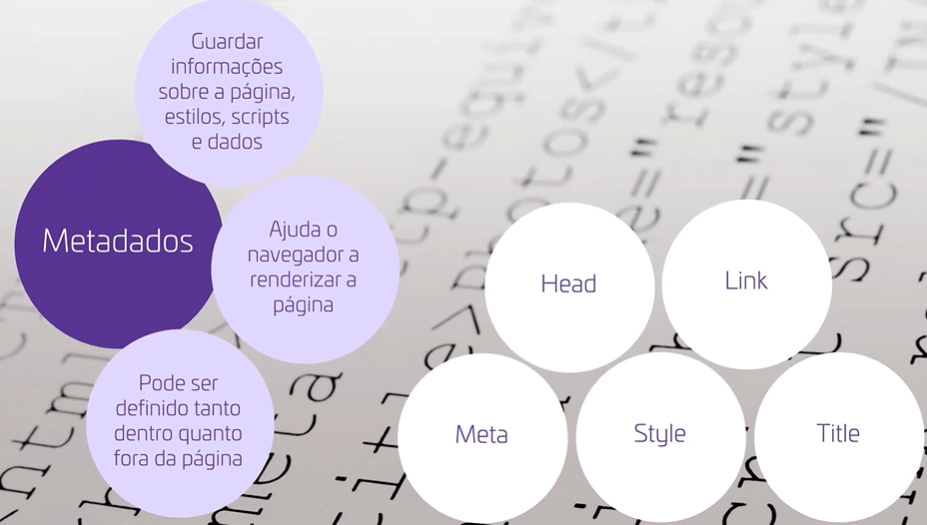 Guardar
informações
sobre a página,
estilos, scripts
e dados
Metadados
Ajuda o
navegador a
renderizar a
página
Pode ser
definido tanto
dentro quanto
fora da página
Head
Link
Meta
Style
Title